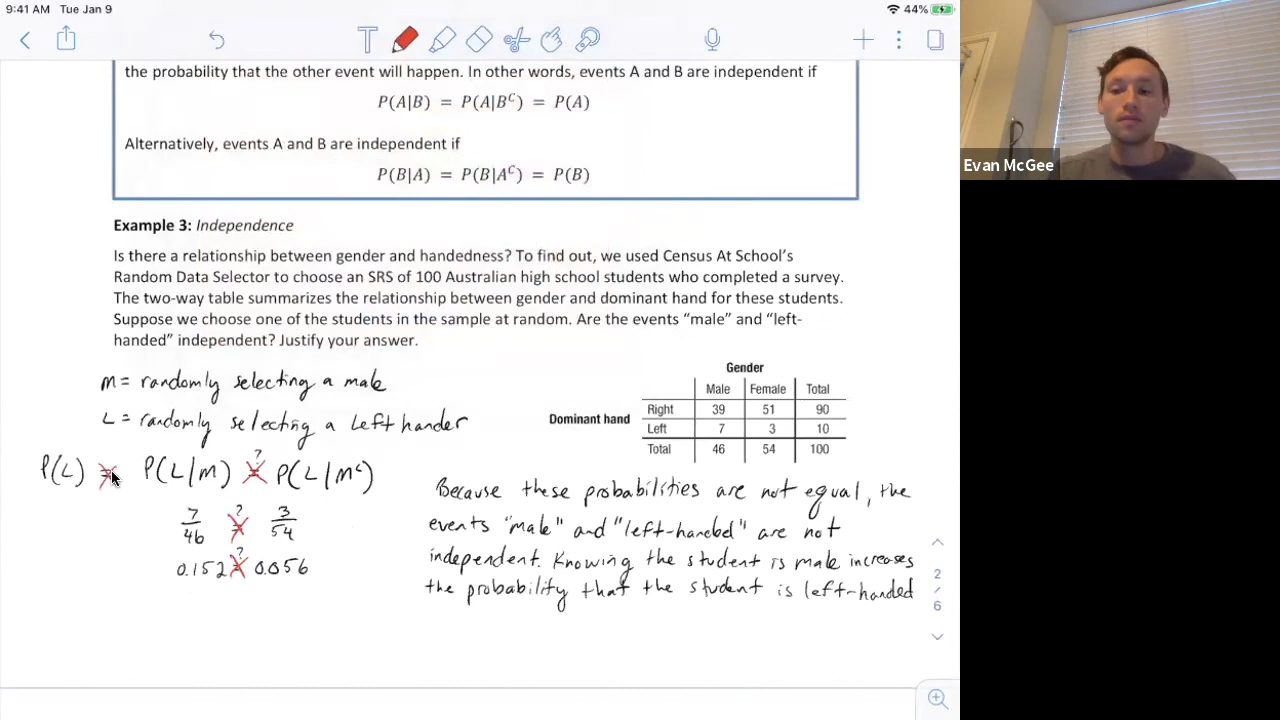 9:41 AM Tue Jan 9
44%
the probability that the other event will happen. In other words, events A and B are independent if
P(A|B) = P(A|Bᶜ) = P(A)
Alternatively, events A and B are independent if
P(B|A) = P(B|Aᶜ) = P(B)
Example 3: Independence
Is there a relationship between gender and handedness? To find out, we used Census At School's
Random Data Selector to choose an SRS of 100 Australian high school students who completed a survey.
The two-way table summarizes the relationship between gender and dominant hand for these students.
Suppose we choose one of the students in the sample at random. Are the events "male" and "left-
handed" independent? Justify your answer.
M = randomly selecting a male
L = randomly selecting a Left hander
P(L) = P(L|M) ?= P(L|Mᶜ)
7/46 ?= 3/54
0.152 ?= 0.056
Gender
Male Female Total
Dominant hand
Right 39 51 90
Left 7 3 10
Total 46 54 100
Because these probabilities are not equal, the
events "male" and "left-handed" are not
independent. Knowing the student is male increases
the probability that the student is left-handed
2
/
6
Evan McGee